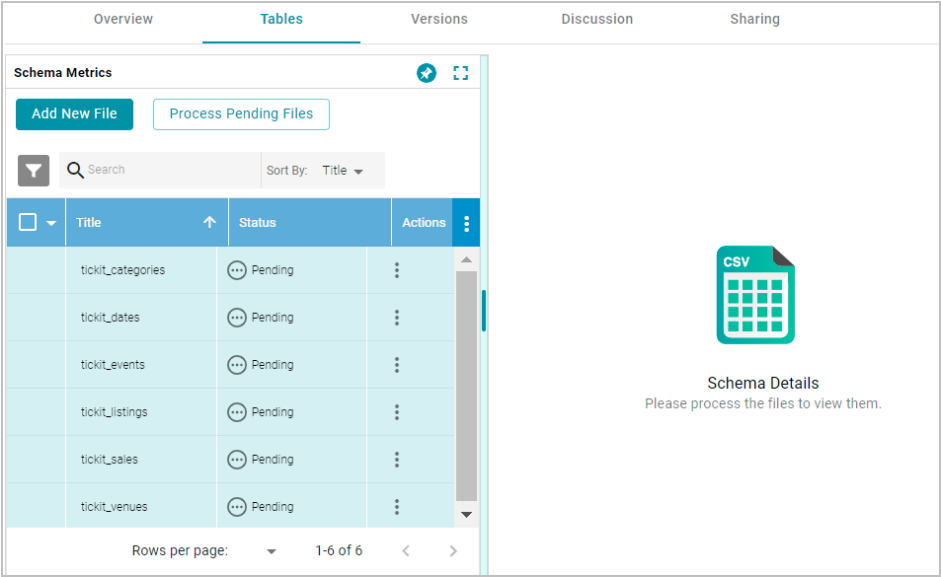 Overview Tables Versions Discussion Sharing
Schema Metrics
Add New File Process Pending Files
Search Sort By: Title
Title Status Actions
tickit_categories Pending
tickit_dates Pending
tickit_events Pending
tickit_listings Pending
tickit_sales Pending
tickit_venues Pending
Rows per page: 1-6 of 6
CSV
Schema Details
Please process the files to view them.